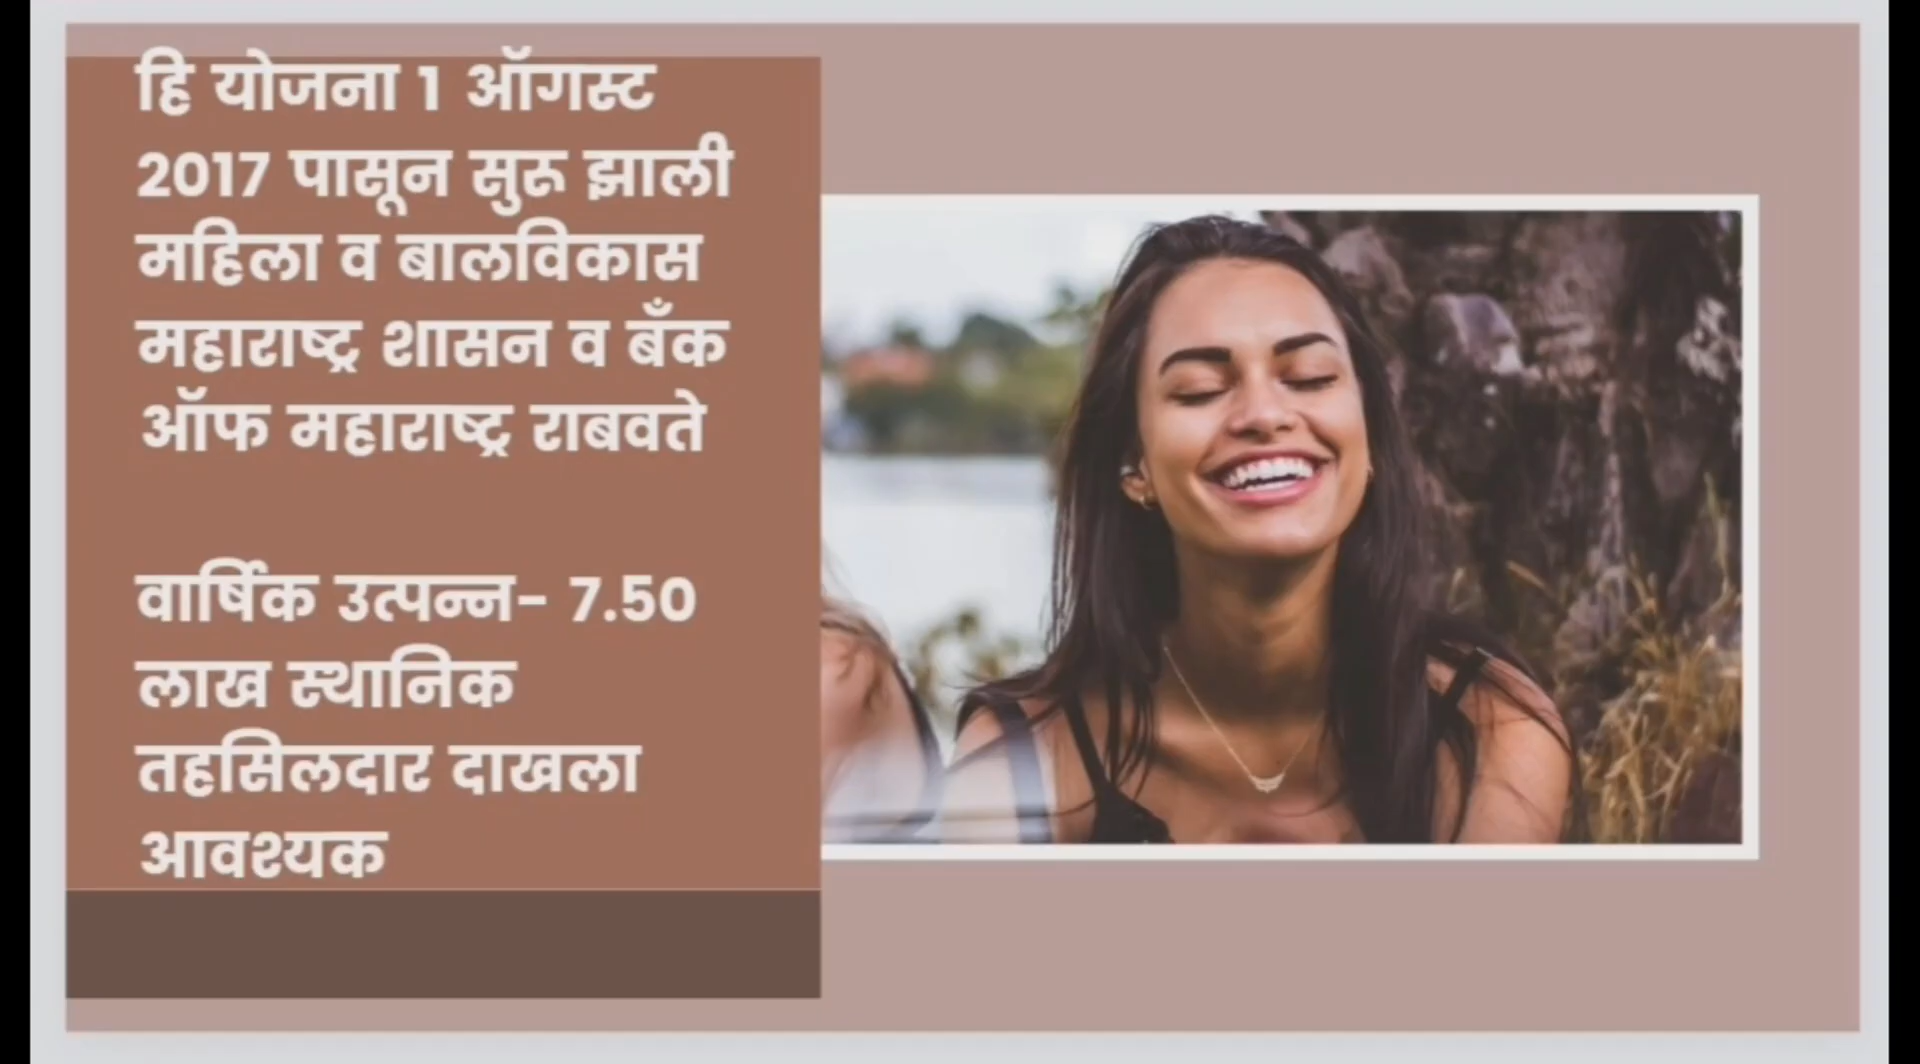 हि योजना 1 ऑगस्ट
2017 पासून सुरू झाली
महिला व बालविकास
महाराष्ट्र शासन व बँक
ऑफ महाराष्ट्र राबवते
वार्षिक उत्पन्न- 7.50
लाख स्थानिक
तहसिलदार दाखला
आवश्यक